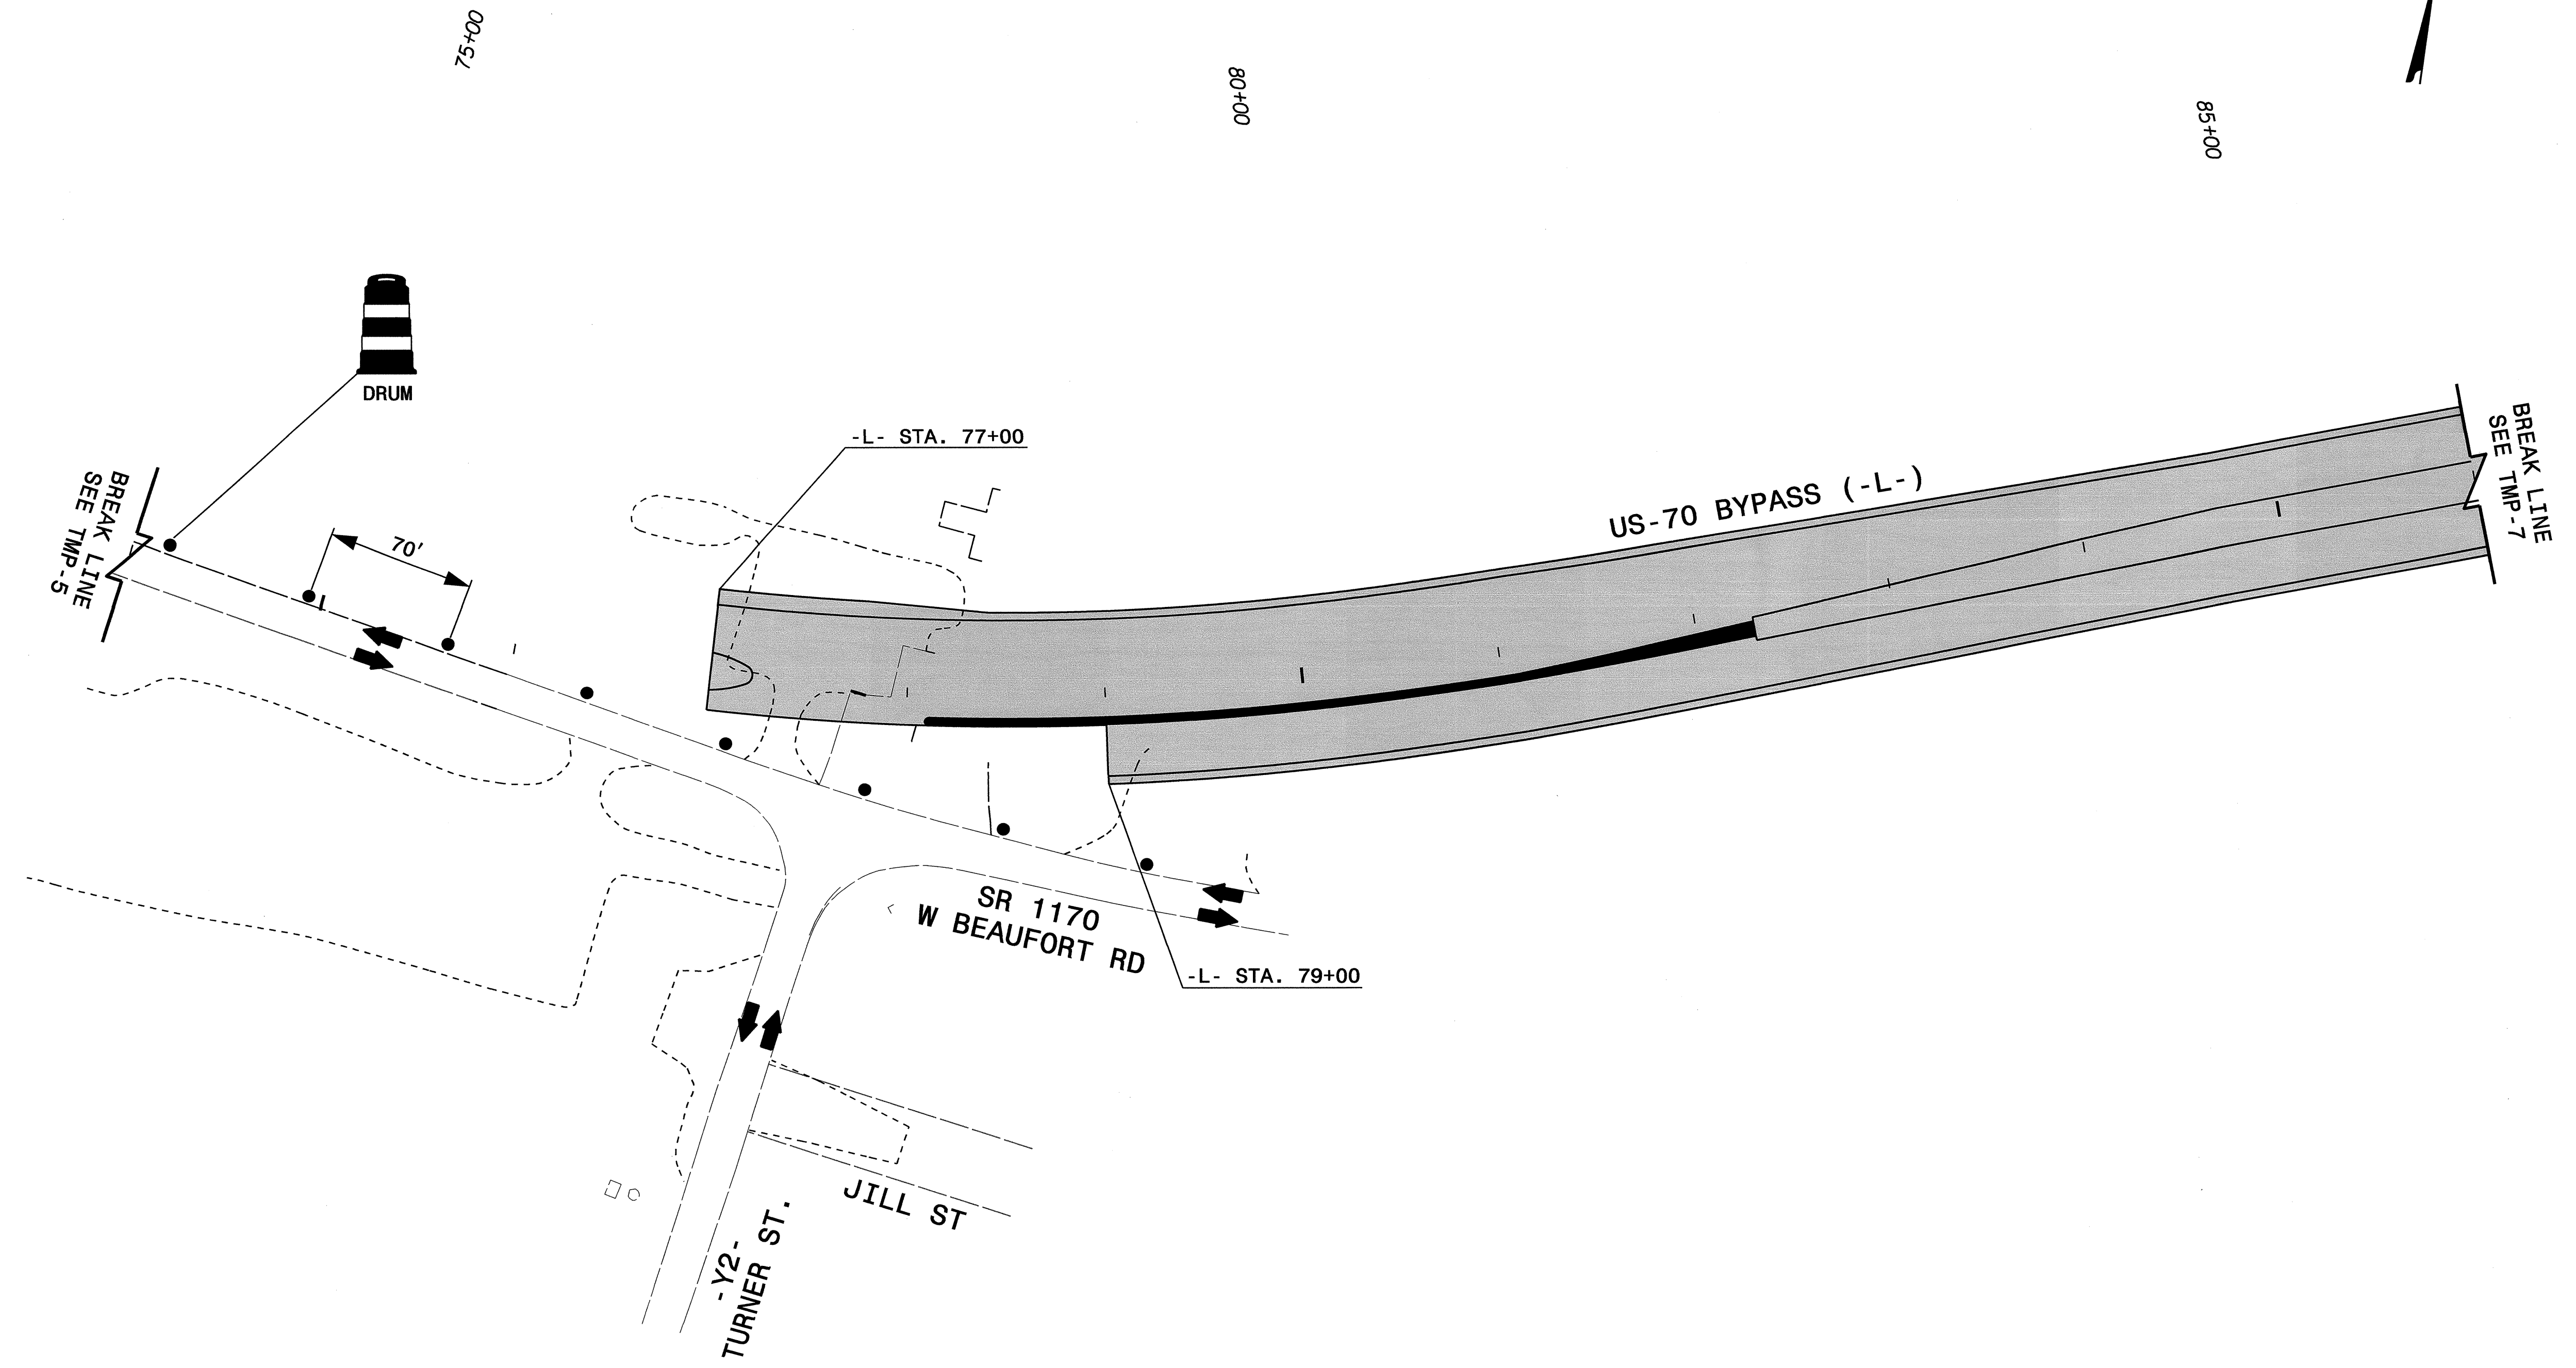 75+00
80+00
85+00
DRUM
-L- STA. 77+00
BREAK LINE
SEE TMP-5
70'
US-70 BYPASS (-L-)
BREAK LINE
SEE TMP-7
SR 1170
W BEAUFORT RD
-L- STA. 79+00
JILL ST
-Y2-
TURNER ST.